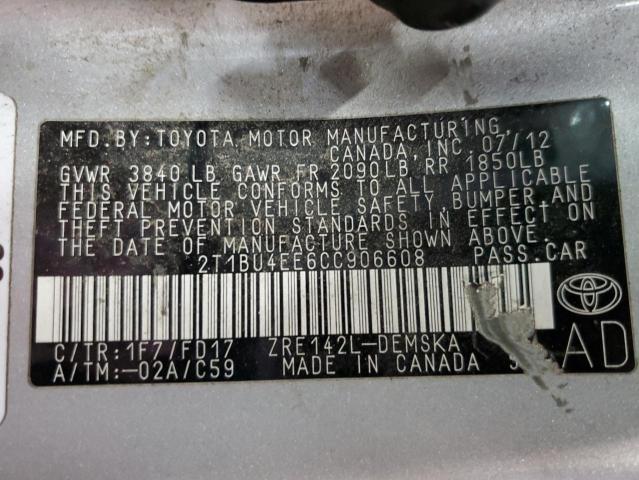 MFD.BY:TOYOTA MOTOR MANUFACTURING,
CANADA, INC. 07/12
GVWR 3840 LB GAWR FR 2090LB, RR 1850LB
THIS VEHICLE CONFORMS TO ALL APPLICABLE
FEDERAL MOTOR VEHICLE SAFETY, BUMPER, AND
THEFT PREVENTION STANDARDS IN EFFECT ON
THE DATE OF MANUFACTURE SHOWN ABOVE.
2T1BU4EE6CC906608 PASS.CAR
C/TR:1F7/FD17 ZRE142L-DEMSKA
A/TM:-02A/C59 MADE IN CANADA
AD